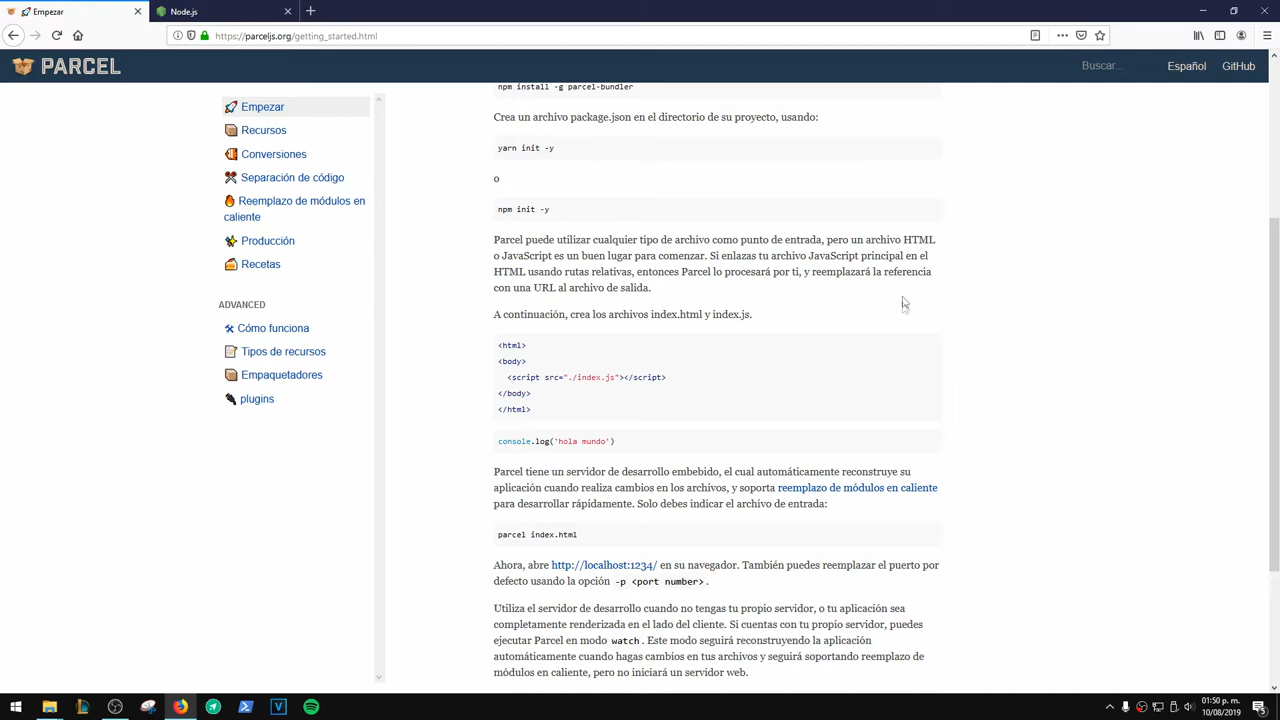 Empezar
Node.js
https://parceljs.org/getting_started.html
PARCEL
Buscar...
Español
GitHub
Empezar
Recursos
Conversiones
Separación de código
Reemplazo de módulos en
caliente
Producción
Recetas
ADVANCED
Cómo funciona
Tipos de recursos
Empaquetadores
plugins
npm install -g parcel-bundler
Crea un archivo package.json en el directorio de su proyecto, usando:
yarn init -y
o
npm init -y
Parcel puede utilizar cualquier tipo de archivo como punto de entrada, pero un archivo HTML
o JavaScript es un buen lugar para comenzar. Si enlazas tu archivo JavaScript principal en el
HTML usando rutas relativas, entonces Parcel lo procesará por ti, y reemplazará la referencia
con una URL al archivo de salida.
A continuación, crea los archivos index.html y index.js.
<html>
<body>
<script src="./index.js"></script>
</body>
</html>
console.log('hola mundo')
Parcel tiene un servidor de desarrollo embebido, el cual automáticamente reconstruye su
aplicación cuando realiza cambios en los archivos, y soporta reemplazo de módulos en caliente
para desarrollar rápidamente. Solo debes indicar el archivo de entrada:
parcel index.html
Ahora, abre http://localhost:1234/ en su navegador. También puedes reemplazar el puerto por
defecto usando la opción -p <port number>.
Utiliza el servidor de desarrollo cuando no tengas tu propio servidor, o tu aplicación sea
completamente renderizada en el lado del cliente. Si cuentas con tu propio servidor, puedes
ejecutar Parcel en modo watch. Este modo seguirá reconstruyendo la aplicación
automáticamente cuando hagas cambios en tus archivos y seguirá soportando reemplazo de
módulos en caliente, pero no iniciará un servidor web.
01:50 p. m.
10/08/2019
5